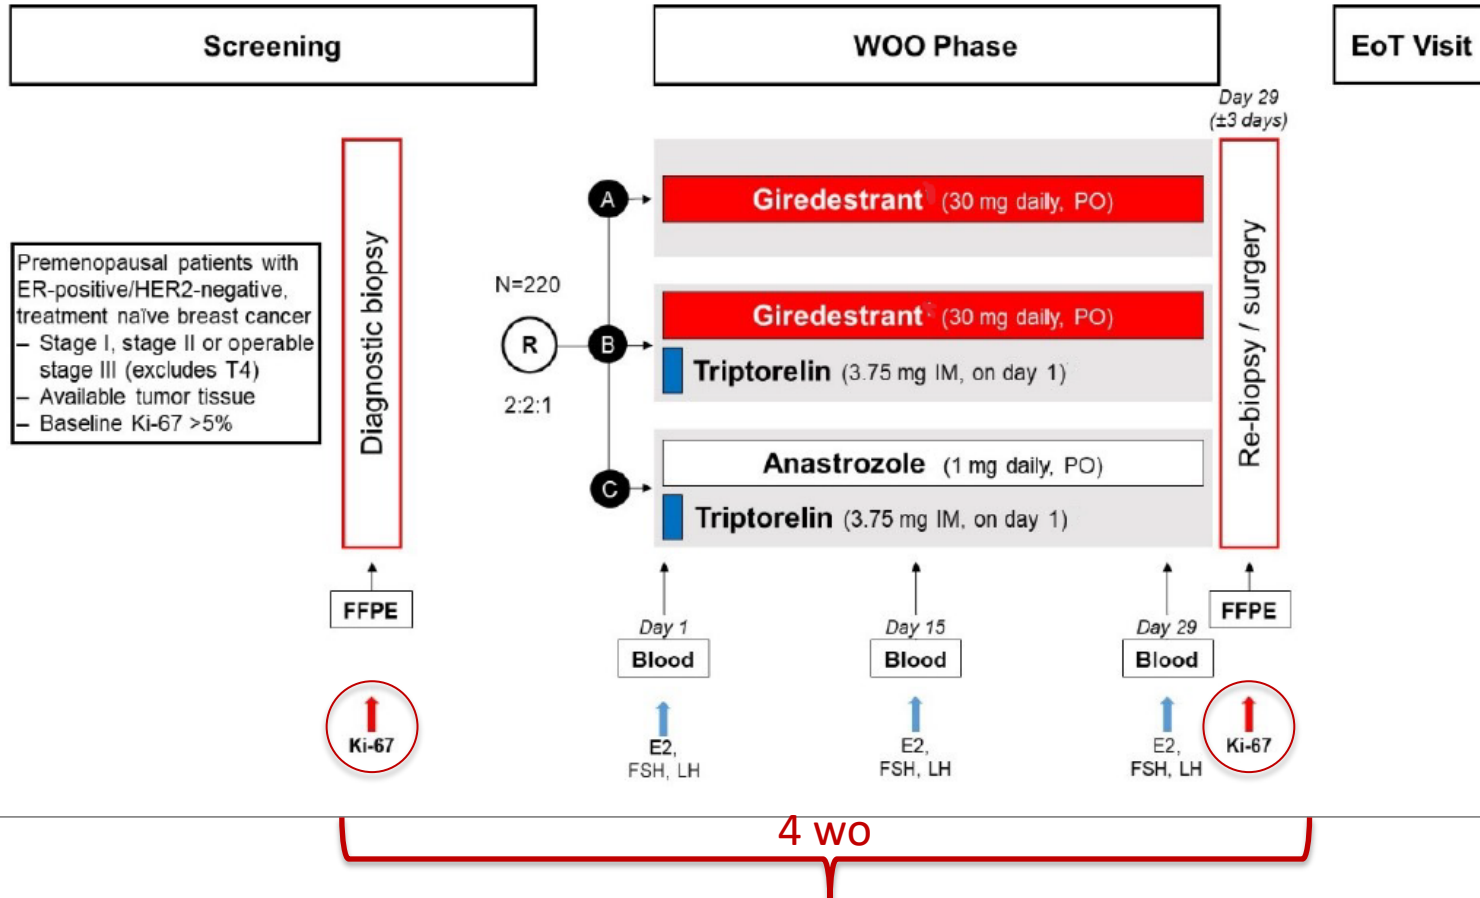 Screening
WOO Phase
EoT Visit
Day 29
(±3 days)
Diagnostic biopsy
Premenopausal patients with
ER-positive/HER2-negative,
treatment naïve breast cancer
– Stage I, stage II or operable
stage III (excludes T4)
– Available tumor tissue
– Baseline Ki-67 >5%
N=220
R
2:2:1
A
Giredestrant (30 mg daily, PO)
B
Giredestrant (30 mg daily, PO)
Triptorelin (3.75 mg IM, on day 1)
C
Anastrozole (1 mg daily, PO)
Triptorelin (3.75 mg IM, on day 1)
Re-biopsy / surgery
FFPE
Day 1
Blood
Day 15
Blood
Day 29
Blood
FFPE
Ki-67
E2,
FSH, LH
E2,
FSH, LH
E2,
FSH, LH
Ki-67
4 wo